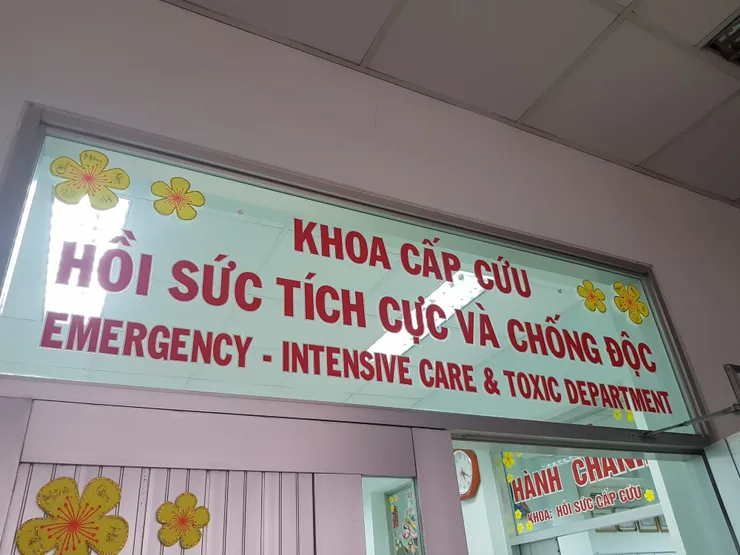 KHOA CẤP CỨU
HỒI SỨC TÍCH CỰC VÀ CHỐNG ĐỘC
EMERGENCY - INTENSIVE CARE & TOXIC DEPARTMENT
HÀNH CHÁNH
KHOA: HỒI SỨC CẤP CỨU